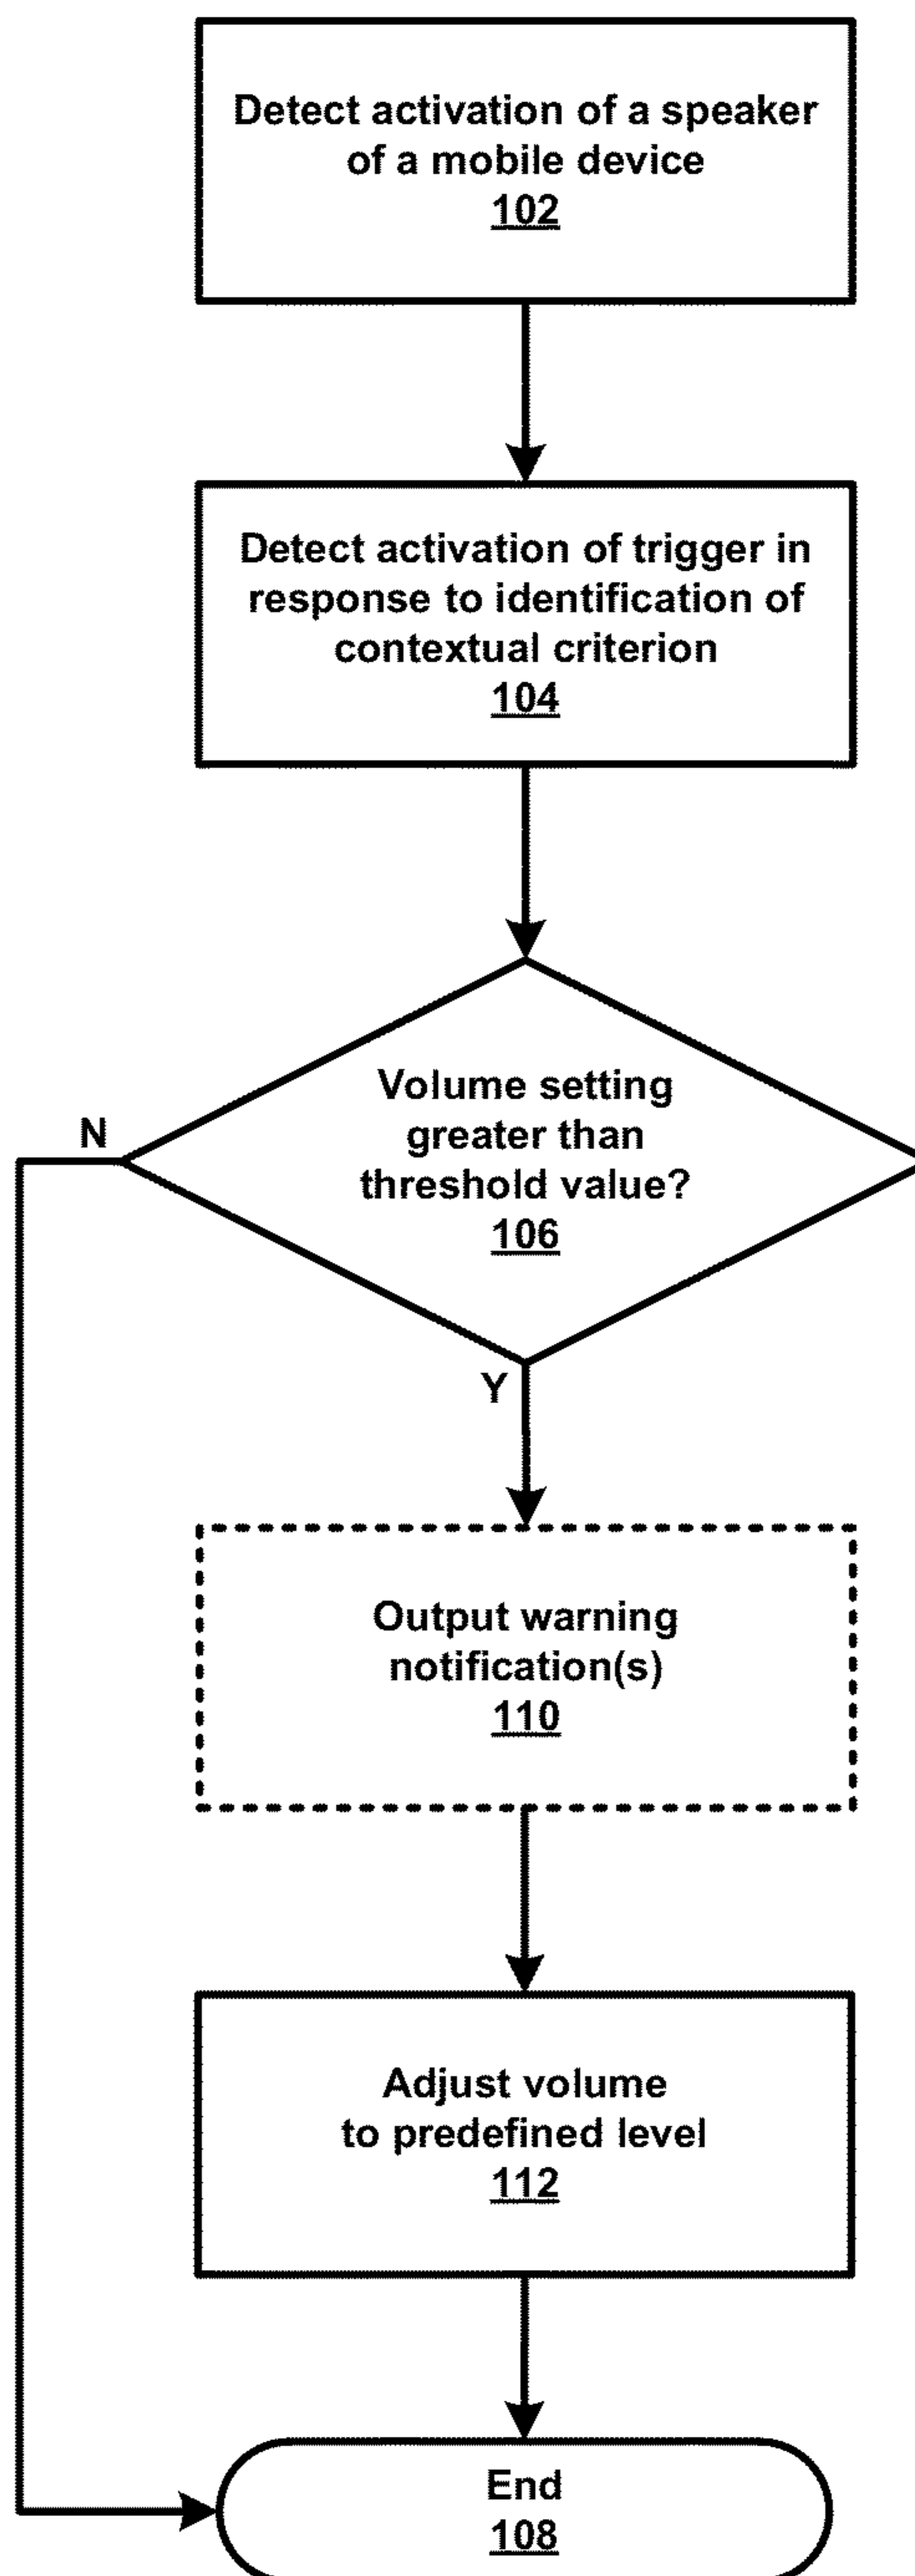 Detect activation of a speaker
of a mobile device
102
Detect activation of trigger in
response to identification of
contextual criterion
104
Volume setting
greater than
threshold value?
106
N
Y
Output warning
notification(s)
110
Adjust volume
to predefined level
112
End
108